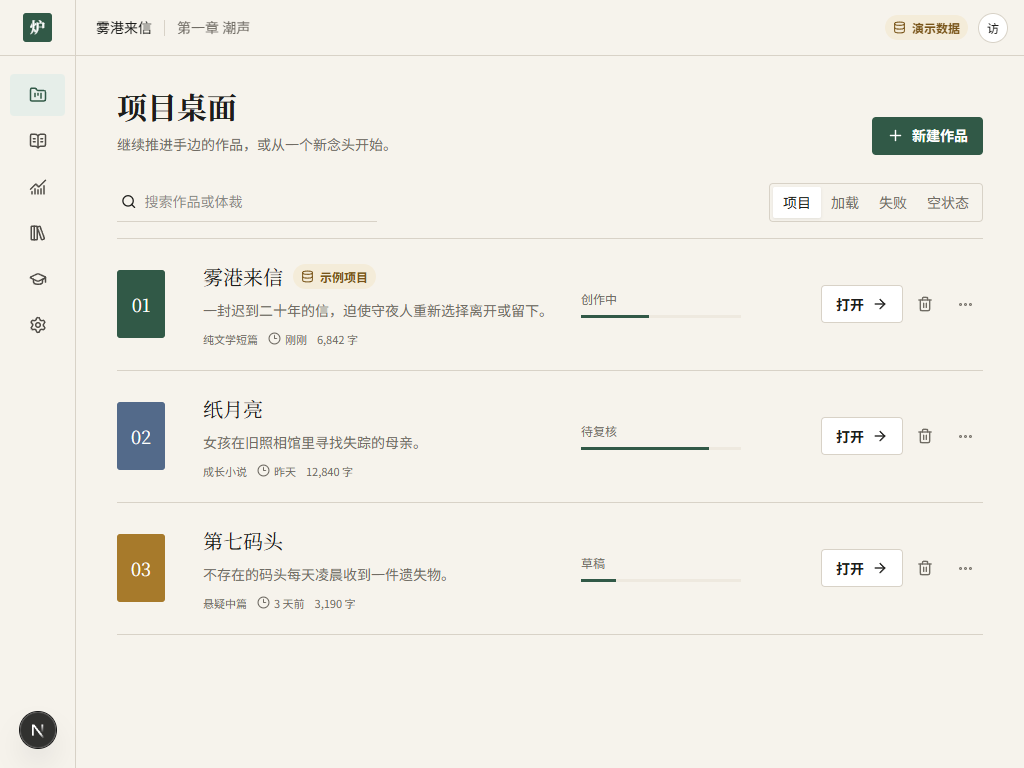 炉
雾港来信 第一章 潮声
演示数据 访
项目桌面
继续推进手边的作品，或从一个新念头开始。
新建作品
搜索作品或体裁
项目 加载 失败 空状态
01
雾港来信 示例项目
一封迟到二十年的信，迫使守夜人重新选择离开或留下。
纯文学短篇 刚刚 6,842 字
创作中
打开
02
纸月亮
女孩在旧照相馆里寻找失踪的母亲。
成长小说 昨天 12,840 字
待复核
打开
03
第七码头
不存在的码头每天凌晨收到一件遗失物。
悬疑中篇 3 天前 3,190 字
草稿
打开
N